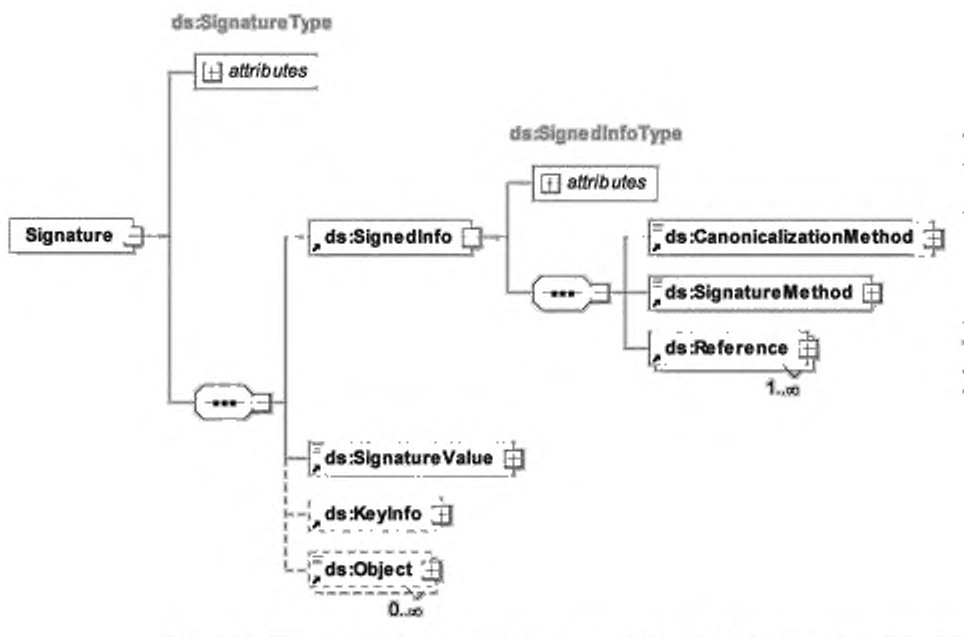 ds:SignatureType
attributes
ds:SignedInfoType
attributes
Signature
ds:SignedInfo
ds:CanonicalizationMethod
ds:SignatureMethod
ds:Reference
1..∞
ds:SignatureValue
ds:KeyInfo
ds:Object
0..∞